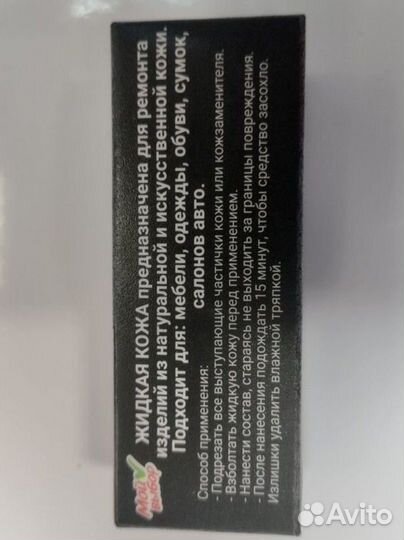 ЖИДКАЯ КОЖА предназначена для ремонта
изделий из натуральной и искусственной кожи.
Подходит для: мебели, одежды, обуви, сумок,
салонов авто.
Мой
выбор
Способ применения:
- Подрезать все выступающие частички кожи или кожзаменителя.
- Взболтать жидкую кожу перед применением.
- Нанести состав, стараясь не выходить за границы повреждения.
- После нанесения подождать 15 минут, чтобы средство засохло.
Излишки удалить влажной тряпкой.
Avito